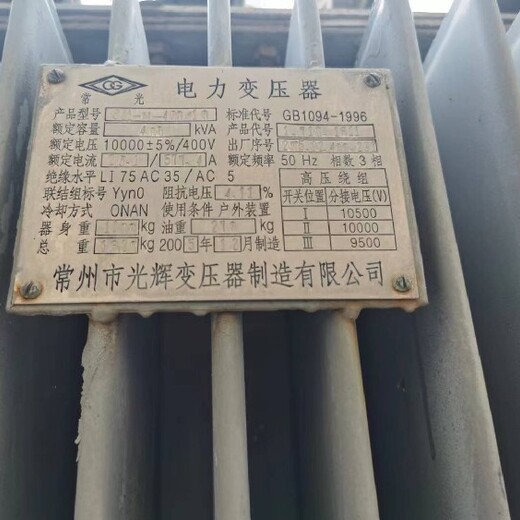 CG
常光
电力变压器
产品型号 标准代号 GB1094-1996
额定容量 kVA 产品代号
额定电压 10000±5%/400V 出厂序号
额定电流 A 额定频率 50 Hz 相数 3 相
绝缘水平 LI 75 AC 35 / AC 5
联结组标号 Yyn0 阻抗电压 %
冷却方式 ONAN 使用条件 户外装置
器身重 kg 油重 kg
总重 kg 200 年 月制造
高压绕组
开关位置 分接电压(V)
I 10500
II 10000
III 9500
常州市光辉变压器制造有限公司